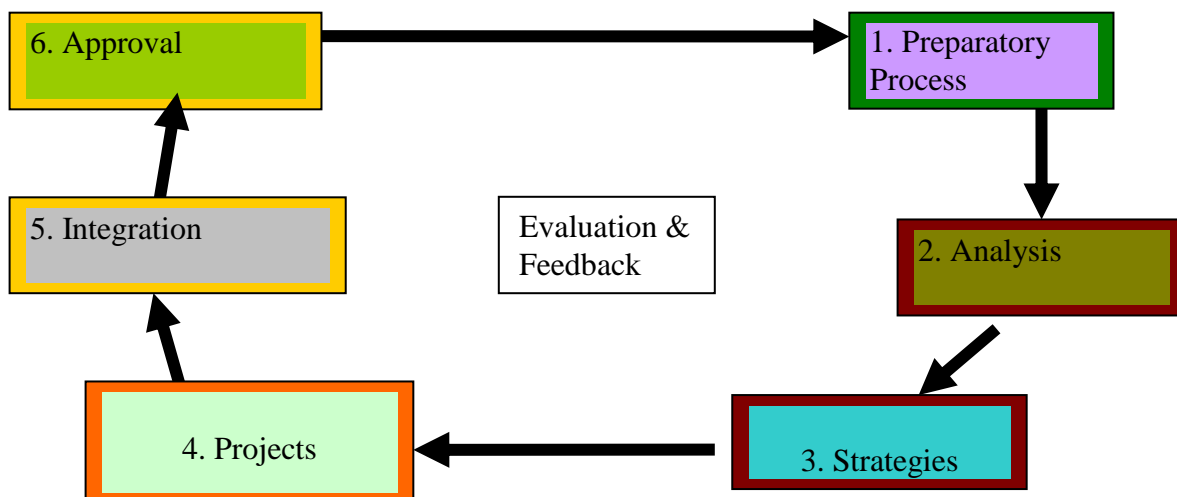 6. Approval
1. Preparatory
Process
5. Integration
Evaluation &
Feedback
2. Analysis
4. Projects
3. Strategies